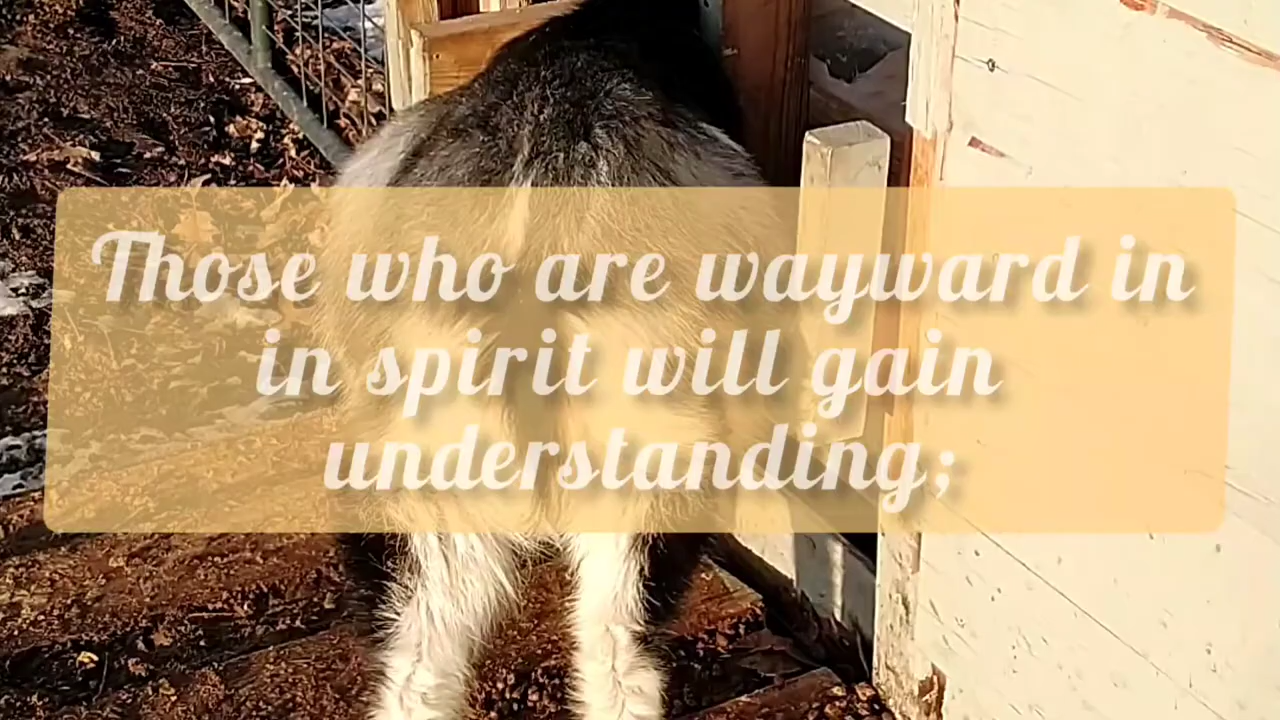 Those who are wayward in
in spirit will gain
understanding;